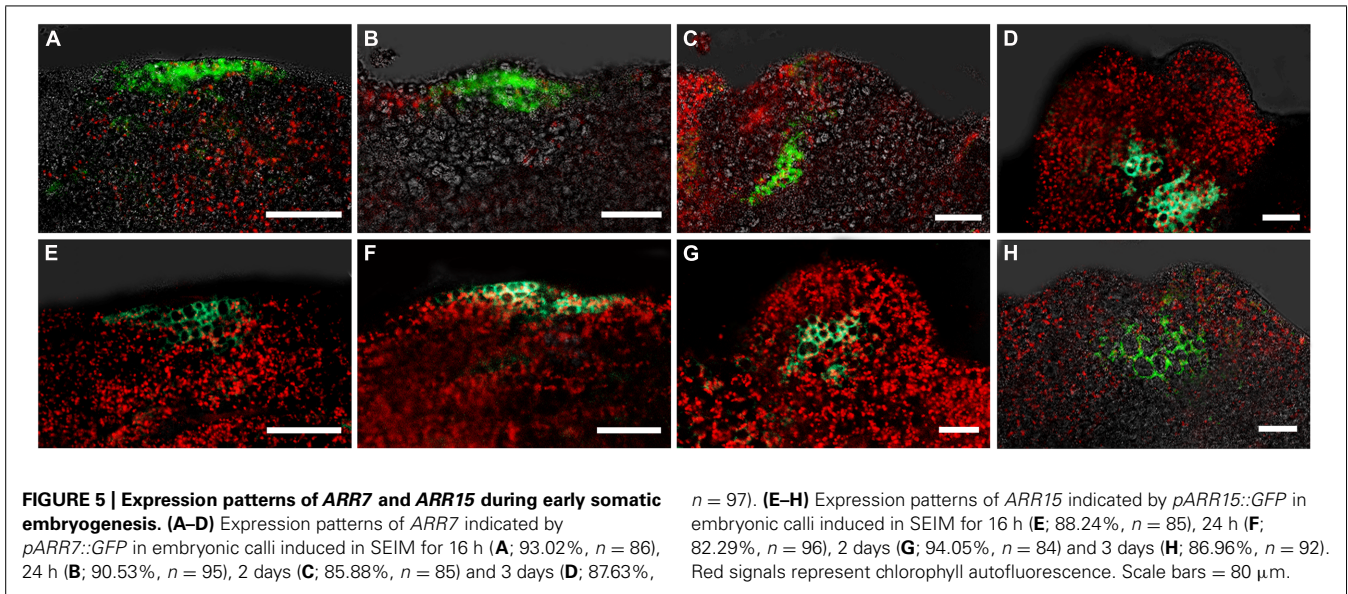 A
B
C
D
E
F
G
H
FIGURE 5 | Expression patterns of ARR7 and ARR15 during early somatic
embryogenesis. (A–D) Expression patterns of ARR7 indicated by
pARR7::GFP in embryonic calli induced in SEIM for 16 h (A; 93.02%, n = 86),
24 h (B; 90.53%, n = 95), 2 days (C; 85.88%, n = 85) and 3 days (D; 87.63%,
n = 97). (E–H) Expression patterns of ARR15 indicated by pARR15::GFP in
embryonic calli induced in SEIM for 16 h (E; 88.24%, n = 85), 24 h (F;
82.29%, n = 96), 2 days (G; 94.05%, n = 84) and 3 days (H; 86.96%, n = 92).
Red signals represent chlorophyll autofluorescence. Scale bars = 80 μm.